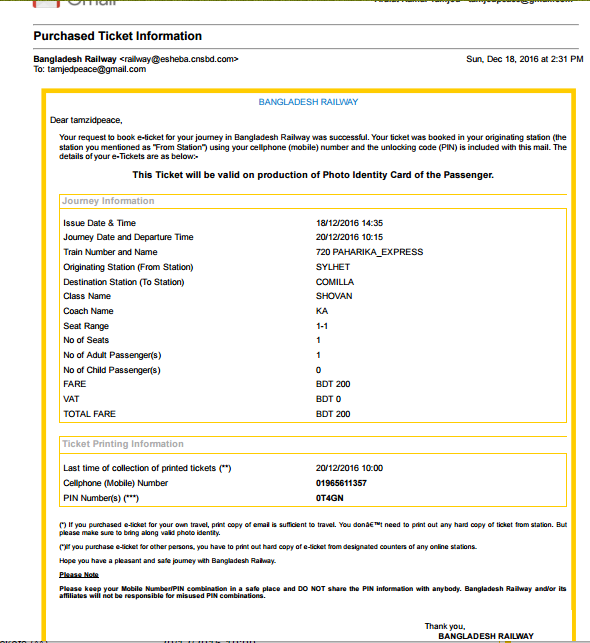 Gmail
Purchased Ticket Information
Bangladesh Railway <railway@esheba.cnsbd.com>
Sun, Dec 18, 2016 at 2:31 PM
To: tamjedpeace@gmail.com
BANGLADESH RAILWAY
Dear tamzidpeace,
Your request to book e-ticket for your journey in Bangladesh Railway was successful. Your ticket was booked in your originating station (the
station you mentioned as "From Station") using your cellphone (mobile) number and the unlocking code (PIN) is included with this mail. The
details of your e-Tickets are as below:-
This Ticket will be valid on production of Photo Identity Card of the Passenger.
Journey Information
Issue Date & Time 18/12/2016 14:35
Journey Date and Departure Time 20/12/2016 10:15
Train Number and Name 720 PAHARIKA_EXPRESS
Originating Station (From Station) SYLHET
Destination Station (To Station) COMILLA
Class Name SHOVAN
Coach Name KA
Seat Range 1-1
No of Seats 1
No of Adult Passenger(s) 1
No of Child Passenger(s) 0
FARE BDT 200
VAT BDT 0
TOTAL FARE BDT 200
Ticket Printing Information
Last time of collection of printed tickets (**) 20/12/2016 10:00
Cellphone (Mobile) Number 01965611357
PIN Number(s) (***) 0T4GN
(*) If you purchased e-ticket for your own travel, print copy of email is sufficient to travel. You donâ€™t need to print out any hard copy of ticket from station. But
please make sure to bring along valid photo identity.
(*)If you purchase e-ticket for other persons, you have to print out hard copy of e-ticket from designated counters of any online stations.
Hope you have a pleasant and safe journey with Bangladesh Railway.
Please Note
Please keep your Mobile Number/PIN combination in a safe place and DO NOT share the PIN information with anybody. Bangladesh Railway and/or its
affiliates will not be responsible for misused PIN combinations.
Thank you,
BANGLADESH RAILWAY